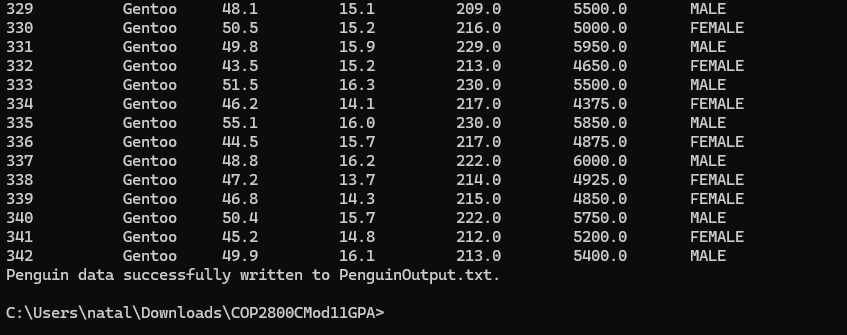 329 Gentoo 48.1 15.1 209.0 5500.0 MALE
330 Gentoo 50.5 15.2 216.0 5000.0 FEMALE
331 Gentoo 49.8 15.9 229.0 5950.0 MALE
332 Gentoo 43.5 15.2 213.0 4650.0 FEMALE
333 Gentoo 51.5 16.3 230.0 5500.0 MALE
334 Gentoo 46.2 14.1 217.0 4375.0 FEMALE
335 Gentoo 55.1 16.0 230.0 5850.0 MALE
336 Gentoo 44.5 15.7 217.0 4875.0 FEMALE
337 Gentoo 48.8 16.2 222.0 6000.0 MALE
338 Gentoo 47.2 13.7 214.0 4925.0 FEMALE
339 Gentoo 46.8 14.3 215.0 4850.0 FEMALE
340 Gentoo 50.4 15.7 222.0 5750.0 MALE
341 Gentoo 45.2 14.8 212.0 5200.0 FEMALE
342 Gentoo 49.9 16.1 213.0 5400.0 MALE
Penguin data successfully written to PenguinOutput.txt.
C:\Users\natal\Downloads\COP2800CMod11GPA>